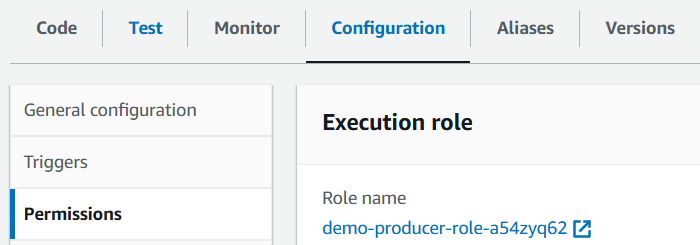 Code Test Monitor Configuration Aliases Versions
General configuration
Triggers
Permissions
Execution role
Role name
demo-producer-role-a54zyq62